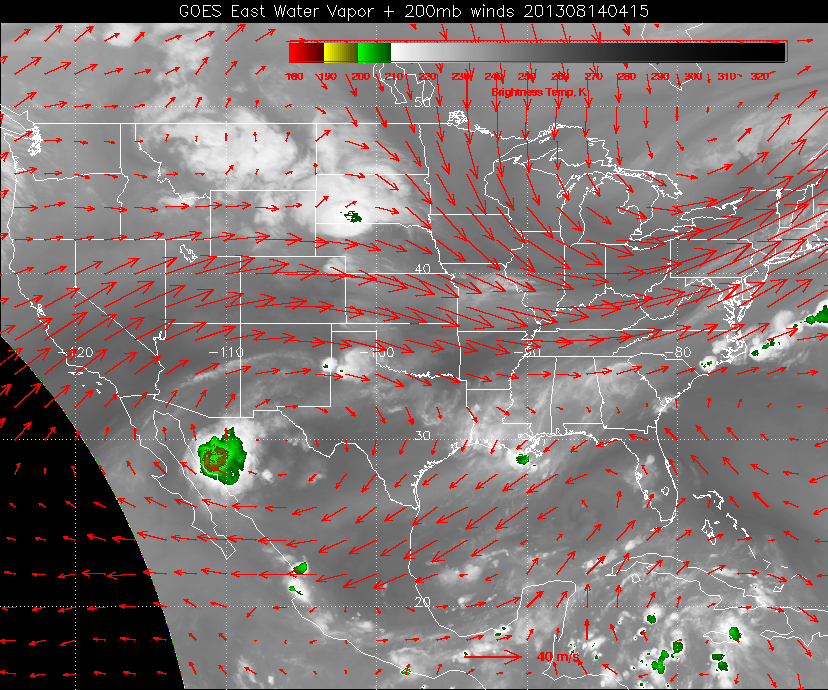 GOES East Water Vapor + 200mb winds 201308140415
180 190 200 210 220 230 240 250 260 270 280 290 300 310 320
Brightness Temp, K
50
40
-120 -110 -100 -90 -80
30
20
40 m/s